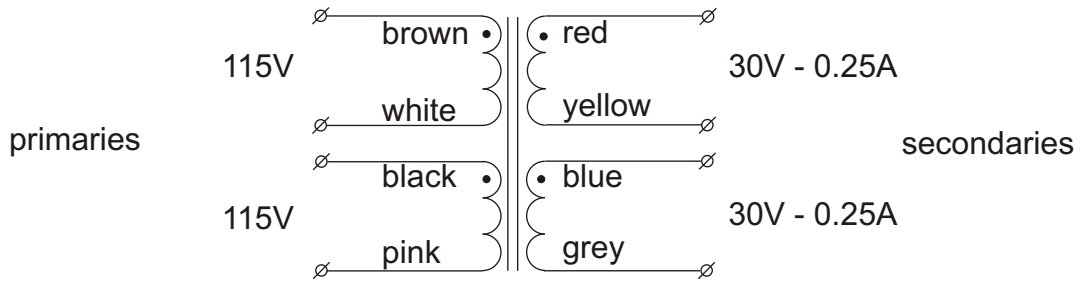 brown
red
115V
30V - 0.25A
white
yellow
primaries
secondaries
black
blue
115V
30V - 0.25A
pink
grey